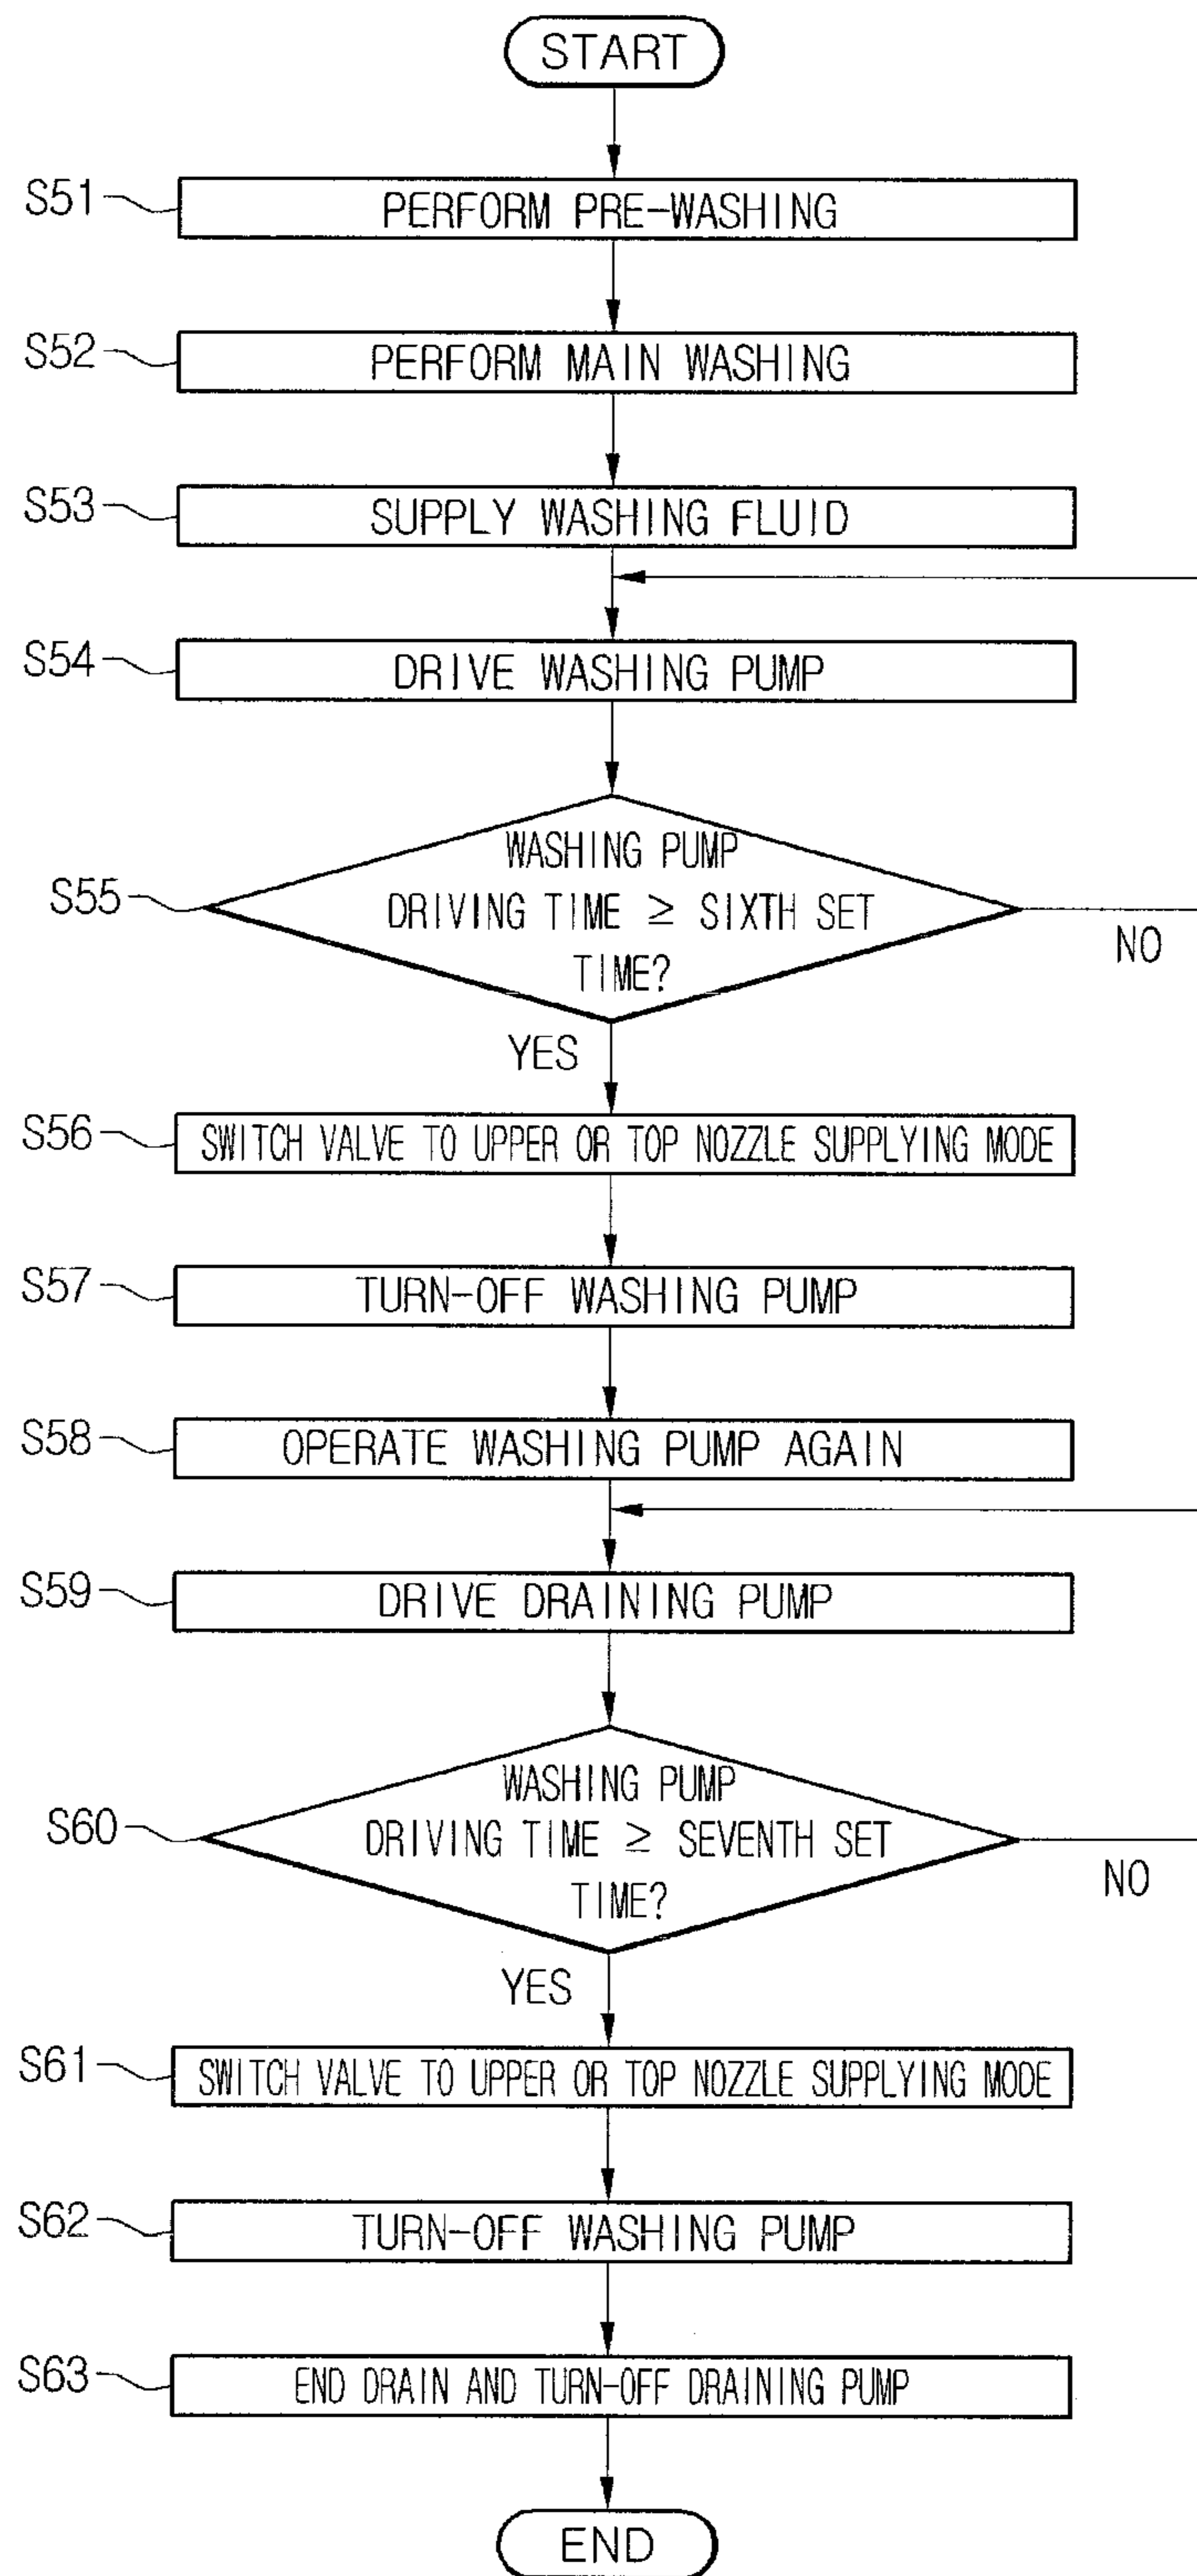 START
S51
PERFORM PRE-WASHING
S52
PERFORM MAIN WASHING
S53
SUPPLY WASHING FLUID
S54
DRIVE WASHING PUMP
S55
WASHING PUMP
DRIVING TIME ≥ SIXTH SET
TIME?
NO
YES
S56
SWITCH VALVE TO UPPER OR TOP NOZZLE SUPPLYING MODE
S57
TURN-OFF WASHING PUMP
S58
OPERATE WASHING PUMP AGAIN
S59
DRIVE DRAINING PUMP
S60
WASHING PUMP
DRIVING TIME ≥ SEVENTH SET
TIME?
NO
YES
S61
SWITCH VALVE TO UPPER OR TOP NOZZLE SUPPLYING MODE
S62
TURN-OFF WASHING PUMP
S63
END DRAIN AND TURN-OFF DRAINING PUMP
END